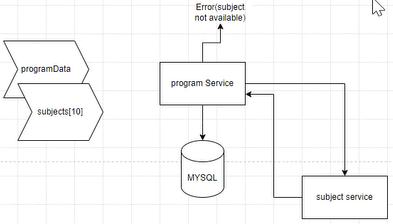 Error(subject
not available)
programData
program Service
subjects[10]
MYSQL
subject service